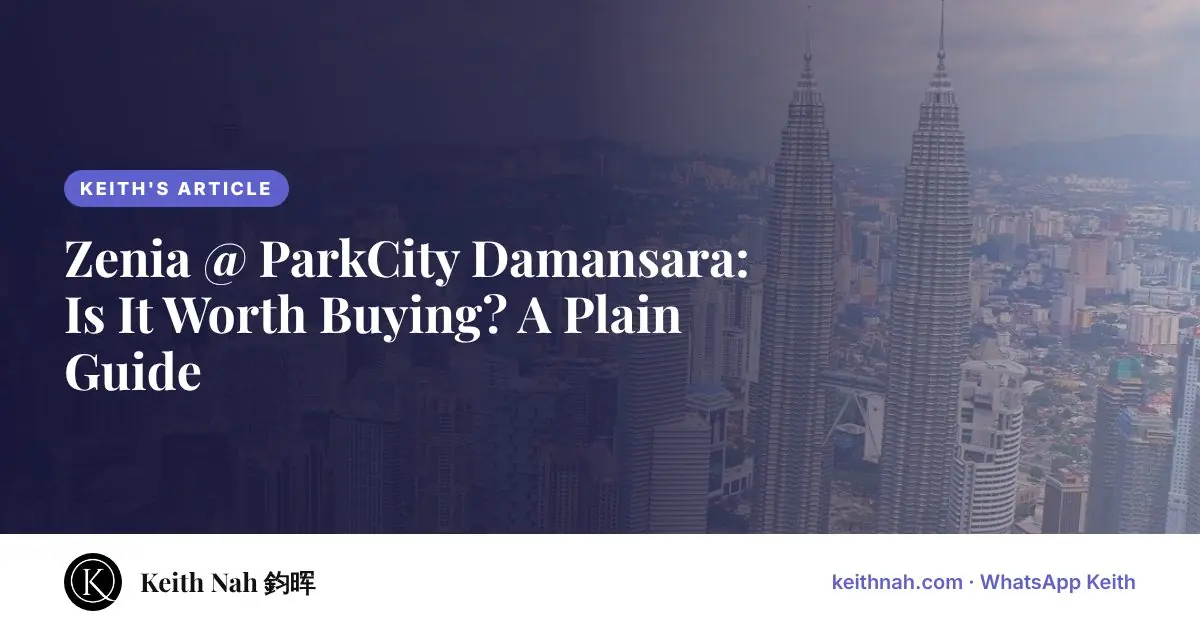 KEITH'S ARTICLE
Zenia @ ParkCity Damansara:
Is It Worth Buying? A Plain
Guide
K
Keith Nah 鈞晖
keithnah.com · WhatsApp Keith